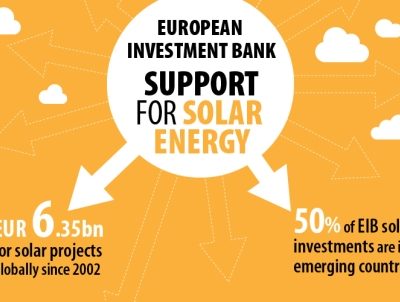 EUROPEAN
INVESTMENT BANK
SUPPORT
FOR SOLAR
ENERGY
EUR 6.35bn
or solar projects
lobally since 2002
50% of EIB sol
investments are i
emerging countr